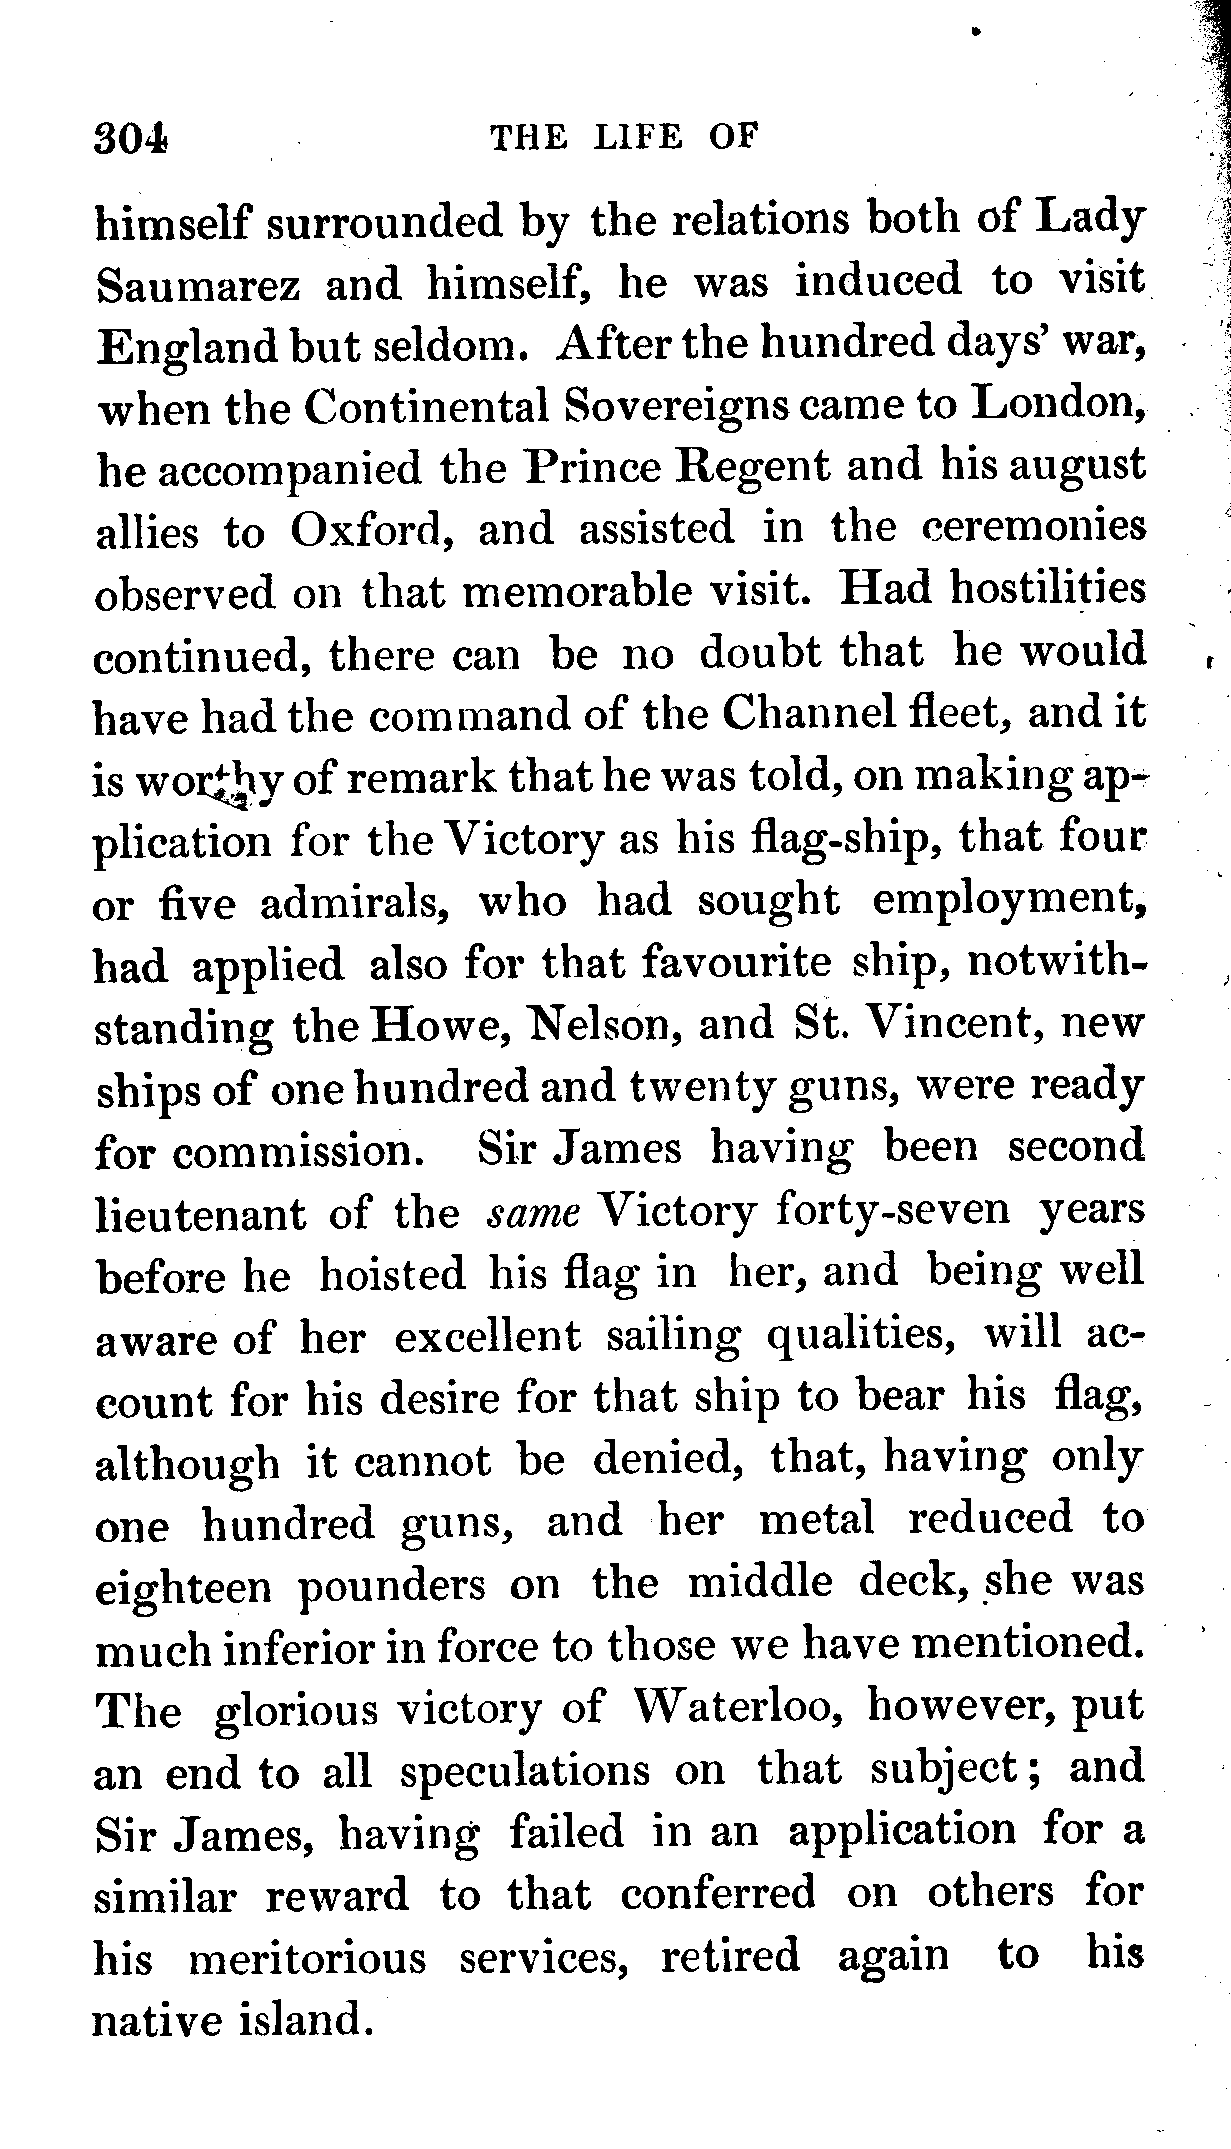 304 THE LIFE OF
himself surrounded by the relations both of Lady
Saumarez and himself, he was induced to visit
England but seldom. After the hundred days' war,
when the Continental Sovereigns came to London,
he accompanied the Prince Regent and his august
allies to Oxford, and assisted in the ceremonies
observed on that memorable visit. Had hostilities
continued, there can be no doubt that he would
have had the command of the Channel fleet, and it
is worthy of remark that he was told, on making ap-
plication for the Victory as his flag-ship, that four
or five admirals, who had sought employment,
had applied also for that favourite ship, notwith-
standing the Howe, Nelson, and St. Vincent, new
ships of one hundred and twenty guns, were ready
for commission. Sir James having been second
lieutenant of the same Victory forty-seven years
before he hoisted his flag in her, and being well
aware of her excellent sailing qualities, will ac-
count for his desire for that ship to bear his flag,
although it cannot be denied, that, having only
one hundred guns, and her metal reduced to
eighteen pounders on the middle deck, she was
much inferior in force to those we have mentioned.
The glorious victory of Waterloo, however, put
an end to all speculations on that subject; and
Sir James, having failed in an application for a
similar reward to that conferred on others for
his meritorious services, retired again to his
native island.